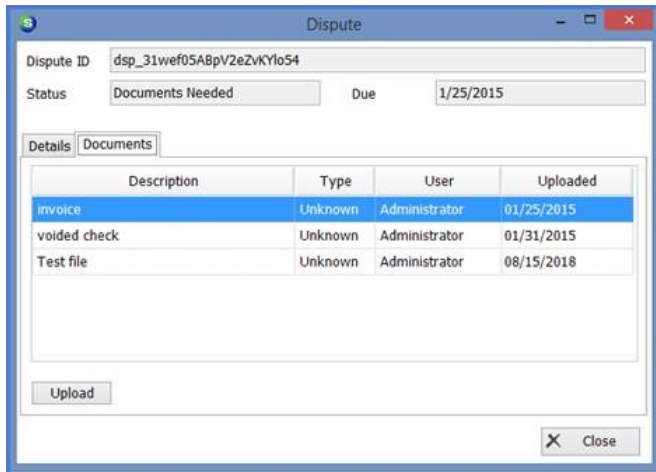 Dispute
Dispute ID dsp_31wef05ABpV2eZvKYlo54
Status Documents Needed Due 1/25/2015
Details Documents
Description Type User Uploaded
invoice Unknown Administrator 01/25/2015
voided check Unknown Administrator 01/31/2015
Test file Unknown Administrator 08/15/2018
Upload
Close